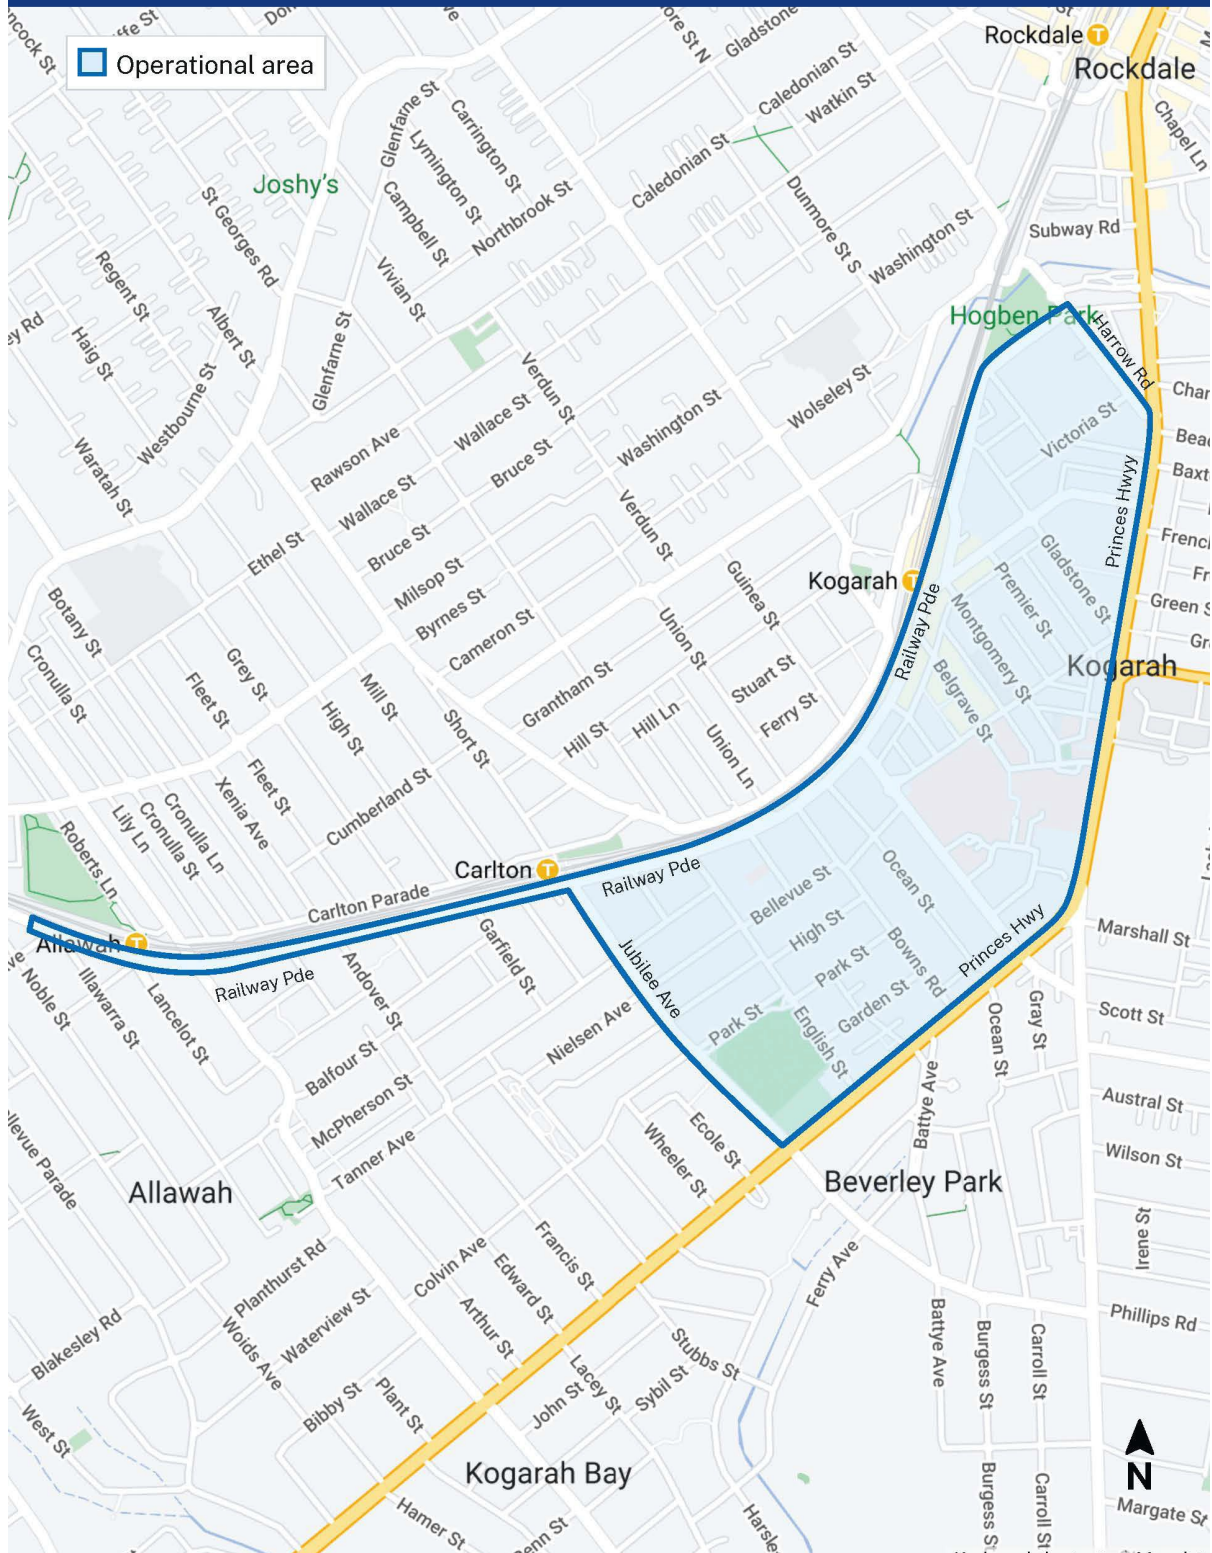 Operational area
Rockdale
Rockdale
Gladstone
Caledonian St
Watkin St
Chapel Ln
Glenfarne St
Carrington St
Lymington St
Campbell St
Northbrook St
Caledonian St
Joshy's
St Georges Rd
Dunmore St S
Washington St
Subway Rd
Regent St
Vivian St
Albert St
Haig St
Glenfarne St
Hogben Park
Harrow Rd
Verdun St
Wolseley St
Westbourne St
Wallace St
Washington St
Victoria St
Rawson Ave
Bruce St
Waratah St
Wallace St
Princes Hwyy
Verdun St
Ethel St
Bruce St
Milsop St
Gladstone St
Guinea St
Premier St
Kogarah
Byrnes St
Botany St
Montgomery St
Railway Pde
Green S
Cameron St
Union St
Cronulla St
Grey St
Kogarah
Grantham St
Stuart St
Fleet St
Mill St
Belgrave St
High St
Hill St
Hill Ln
Ferry St
Short St
Union Ln
Fleet St
Xenia Ave
Cumberland St
Cronulla Ln
Cronulla St
Lily Ln
Roberts Ln
Carlton
Railway Pde
Ocean St
Bellevue St
Carlton Parade
High St
Allawah
Garfield St
Jubilee Ave
Bowns Rd
Princes Hwy
Marshall St
Park St
Noble St
Illawarra St
Railway Pde
Andover St
Lancelot St
Garden St
Park St
English St
Nielsen Ave
Ocean St
Gray St
Scott St
Balfour St
McPherson St
Battye Ave
Austral St
Ecole St
Wheeler St
Tanner Ave
Wilson St
llevue Parade
Allawah
Beverley Park
Irene St
Planthurst Rd
Colvin Ave
Francis St
Edward St
Ferry Ave
Waterview St
Arthur St
Phillips Rd
Blakesley Rd
Woids Ave
Battye Ave
Burgess St
Carroll St
Stubbs St
Lacey St
Sybil St
John St
Bibby St
Plant St
West St
Kogarah Bay
N
Burgess St
Carroll St
Margate St
Hamer St